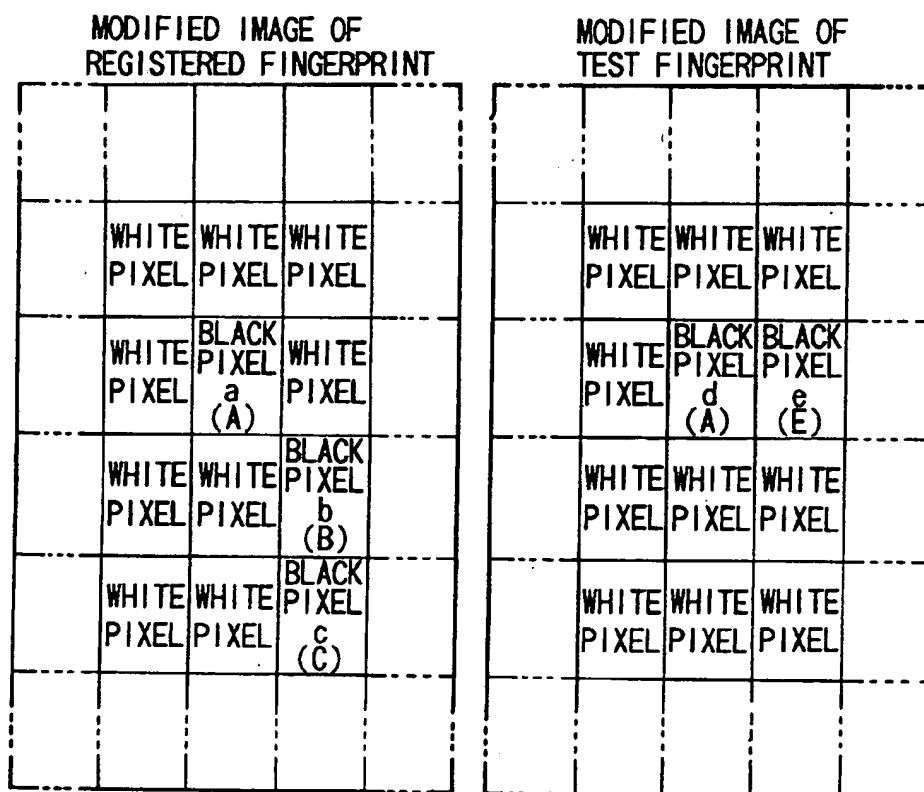 MODIFIED IMAGE OF
REGISTERED FINGERPRINT
WHITE WHITE WHITE
PIXEL PIXEL PIXEL
WHITE BLACK WHITE
PIXEL PIXEL PIXEL
a
(A)
WHITE WHITE BLACK
PIXEL PIXEL PIXEL
b
(B)
WHITE WHITE BLACK
PIXEL PIXEL PIXEL
c
(C)
MODIFIED IMAGE OF
TEST FINGERPRINT
WHITE WHITE WHITE
PIXEL PIXEL PIXEL
WHITE BLACK BLACK
PIXEL PIXEL PIXEL
d e
(A) (E)
WHITE WHITE WHITE
PIXEL PIXEL PIXEL
WHITE WHITE WHITE
PIXEL PIXEL PIXEL